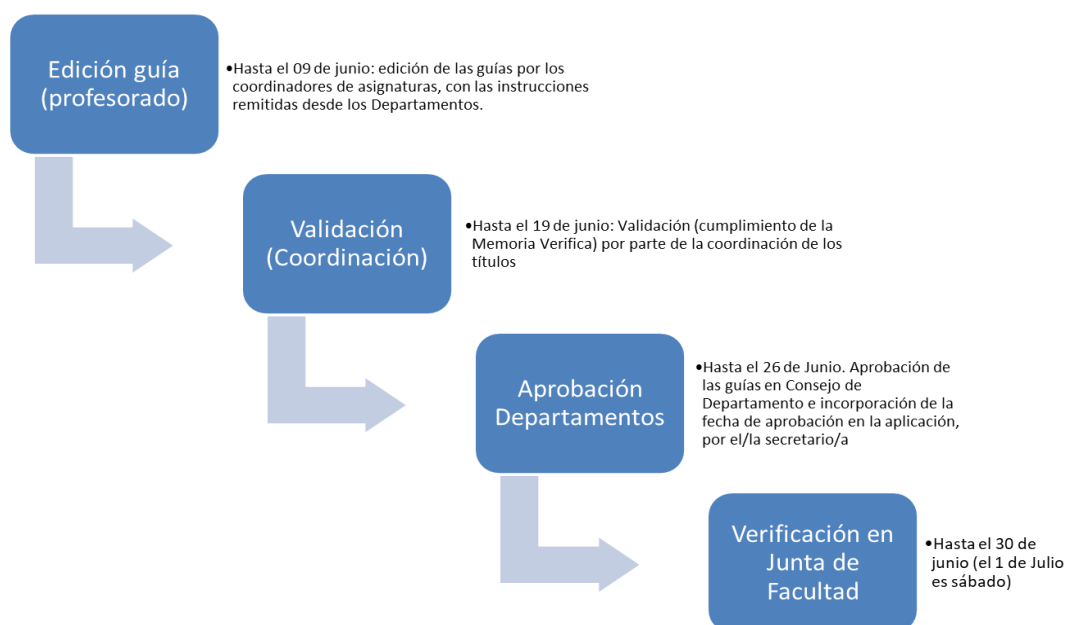 Edición guía
(profesorado)
•Hasta el 09 de junio: edición de las guías por los
coordinadores de asignaturas, con las instrucciones
remitidas desde los Departamentos.
Validación
(Coordinación)
•Hasta el 19 de junio: Validación (cumplimiento de la
Memoria Verifica) por parte de la coordinación de los
títulos
Aprobación
Departamentos
•Hasta el 26 de Junio. Aprobación de
las guías en Consejo de
Departamento e incorporación de la
fecha de aprobación en la aplicación,
por el/la secretario/a
Verificación en
Junta de
Facultad
•Hasta el 30 de
junio (el 1 de Julio
es sábado)